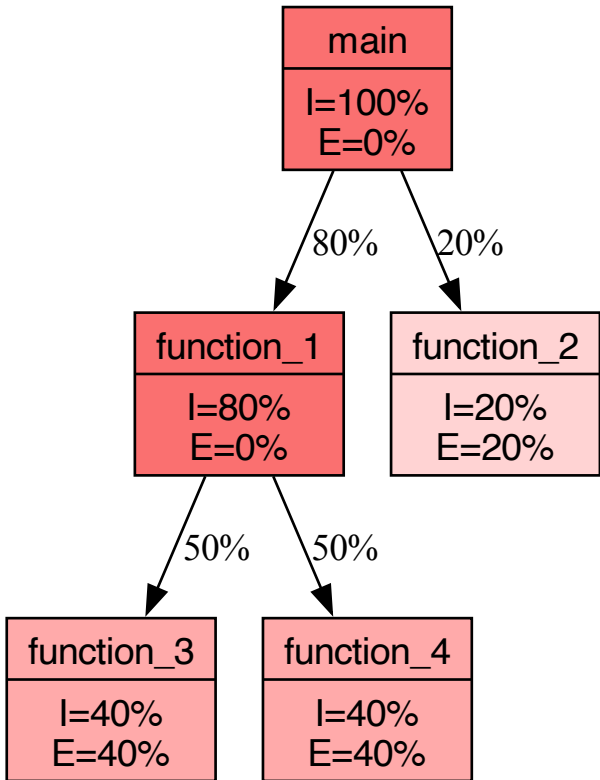 main
I=100%
E=0%
80%
20%
function_1
I=80%
E=0%
function_2
I=20%
E=20%
50%
50%
function_3
I=40%
E=40%
function_4
I=40%
E=40%